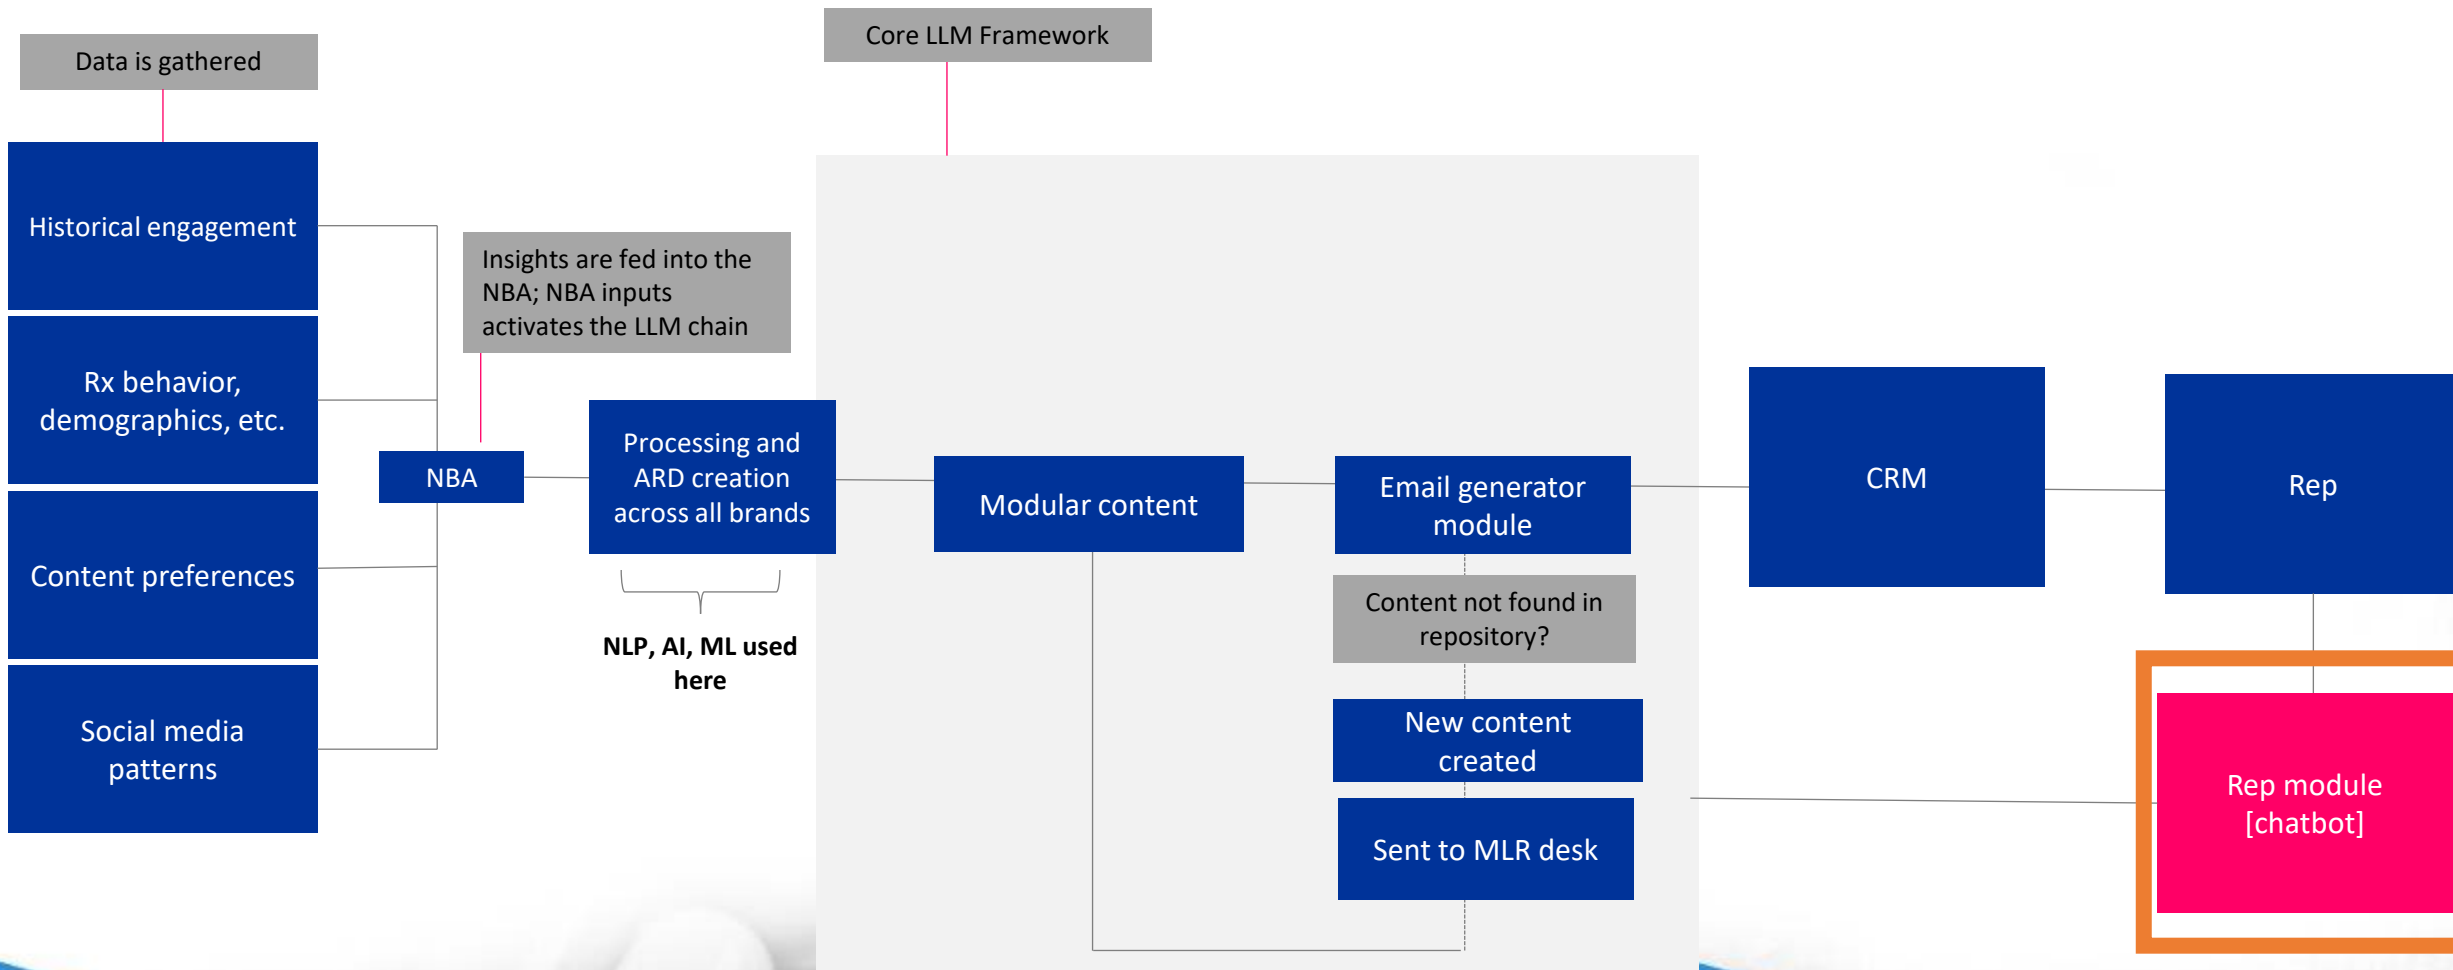 Core LLM Framework
Data is gathered
Historical engagement
Rx behavior,
demographics, etc.
Content preferences
Social media
patterns
Insights are fed into the
NBA; NBA inputs
activates the LLM chain
NBA
Processing and
ARD creation
across all brands
NLP, AI, ML used
here
Modular content
Email generator
module
Content not found in
repository?
New content
created
Sent to MLR desk
CRM
Rep
Rep module
[chatbot]